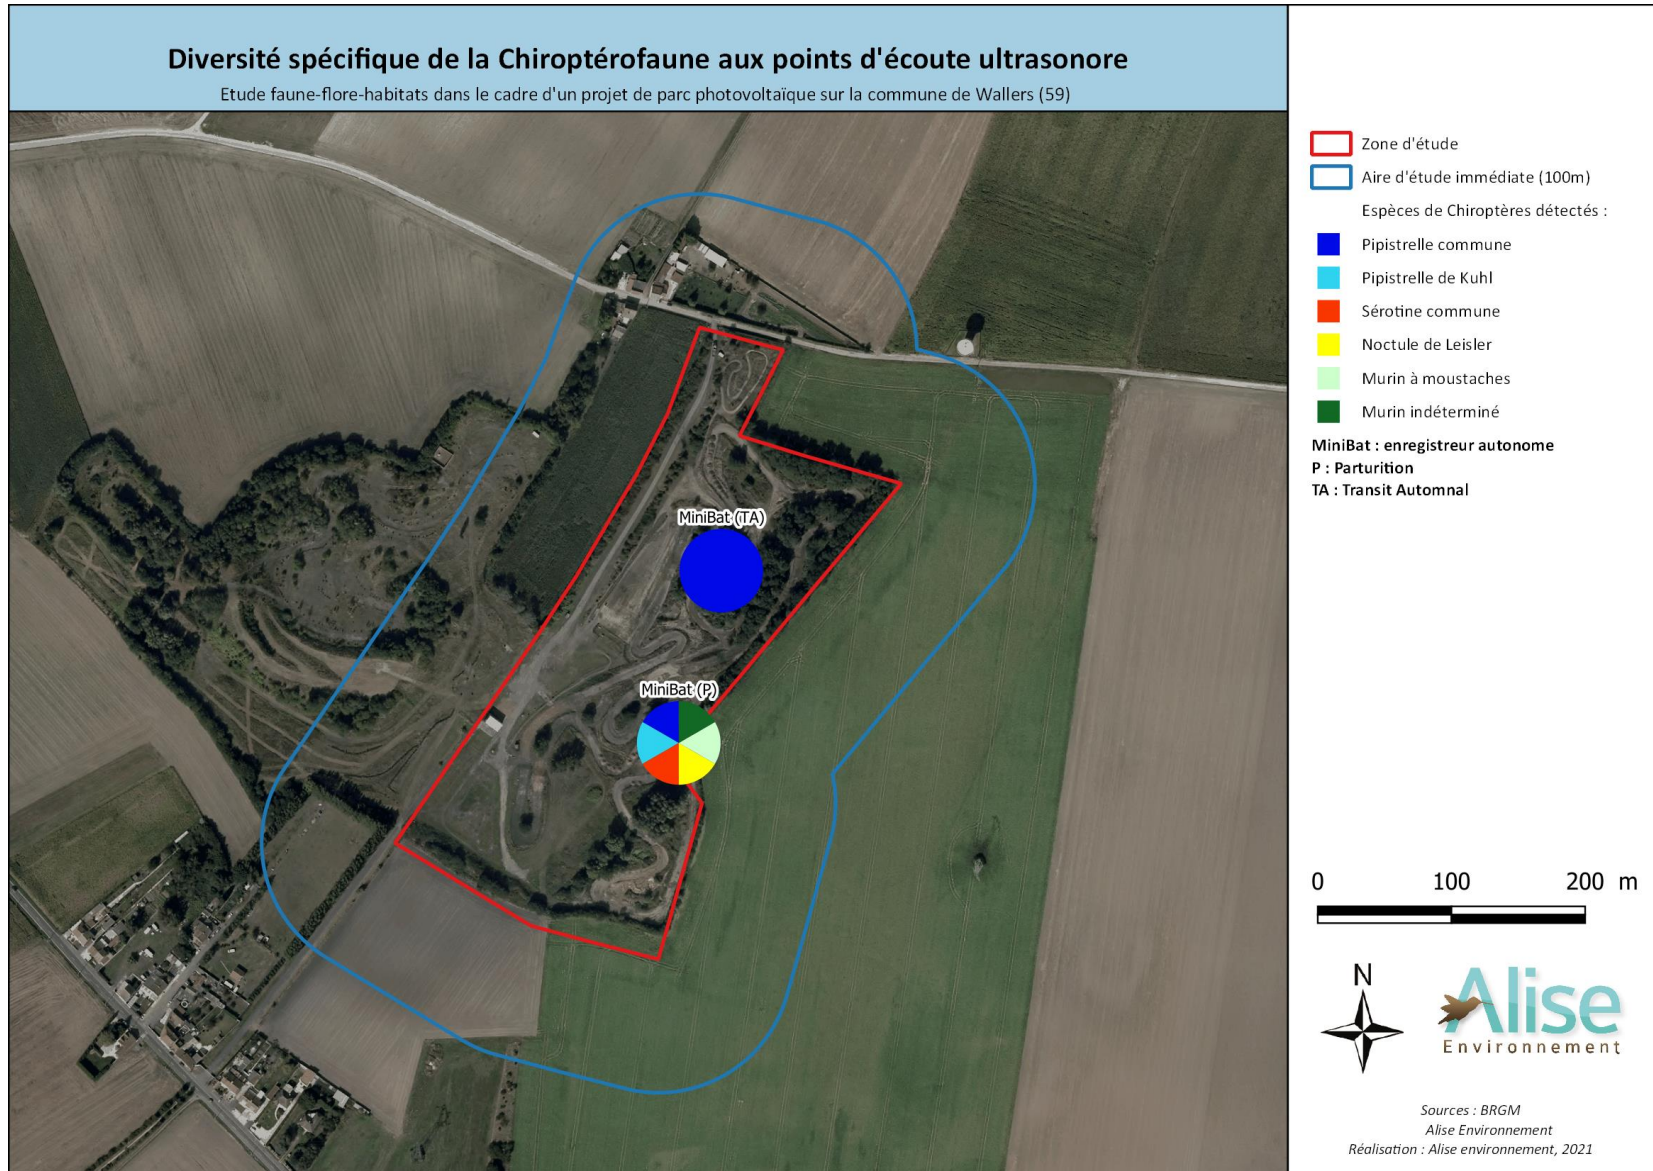 Diversité spécifique de la Chiroptérofaune aux points d'écoute ultrasonore
Etude faune-flore-habitats dans le cadre d'un projet de parc photovoltaïque sur la commune de Wallers (59)
MiniBat (TA)
MiniBat (P)
Zone d'étude
Aire d'étude immédiate (100m)
Espèces de Chiroptères détectés :
Pipistrelle commune
Pipistrelle de Kuhl
Sérotine commune
Noctule de Leisler
Murin à moustaches
Murin indéterminé
MiniBat : enregistreur autonome
P : Parturition
TA : Transit Automnal
0 100 200 m
N
Alise
Environnement
Sources : BRGM
Alise Environnement
Réalisation : Alise environnement, 2021